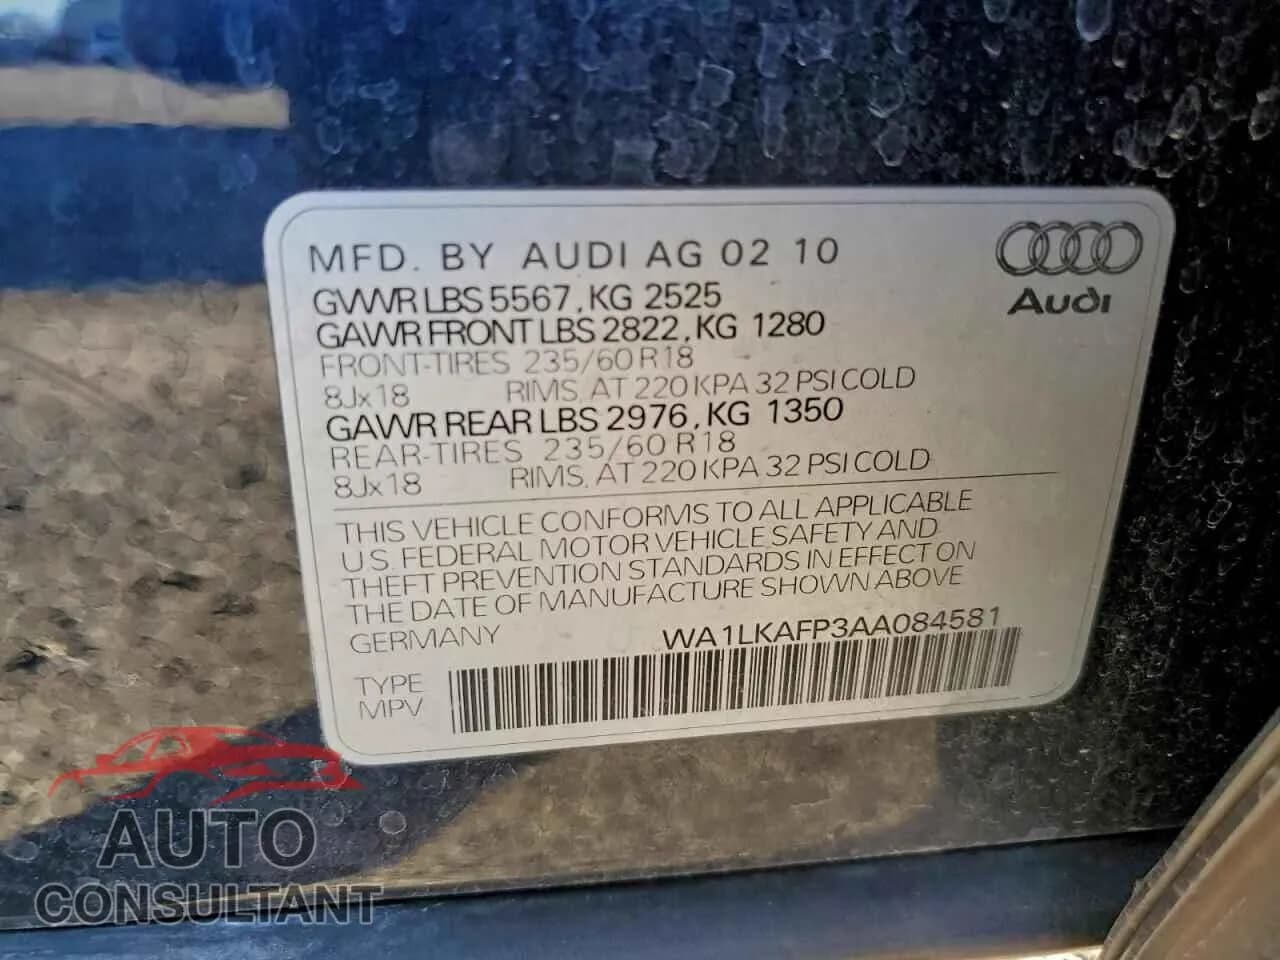 MFD. BY AUDI AG 02 10
Audi
GVWR LBS 5567, KG 2525
GAWR FRONT LBS 2822, KG 1280
FRONT-TIRES 235/60 R18
8Jx18 RIMS, AT 220 KPA 32 PSI COLD
GAWR REAR LBS 2976, KG 1350
REAR-TIRES 235/60 R18
8Jx18 RIMS, AT 220 KPA 32 PSI COLD
THIS VEHICLE CONFORMS TO ALL APPLICABLE
U.S. FEDERAL MOTOR VEHICLE SAFETY AND
THEFT PREVENTION STANDARDS IN EFFECT ON
THE DATE OF MANUFACTURE SHOWN ABOVE
GERMANY WA1LKAFP3AA084581
TYPE
MPV
AUTO
CONSULTANT